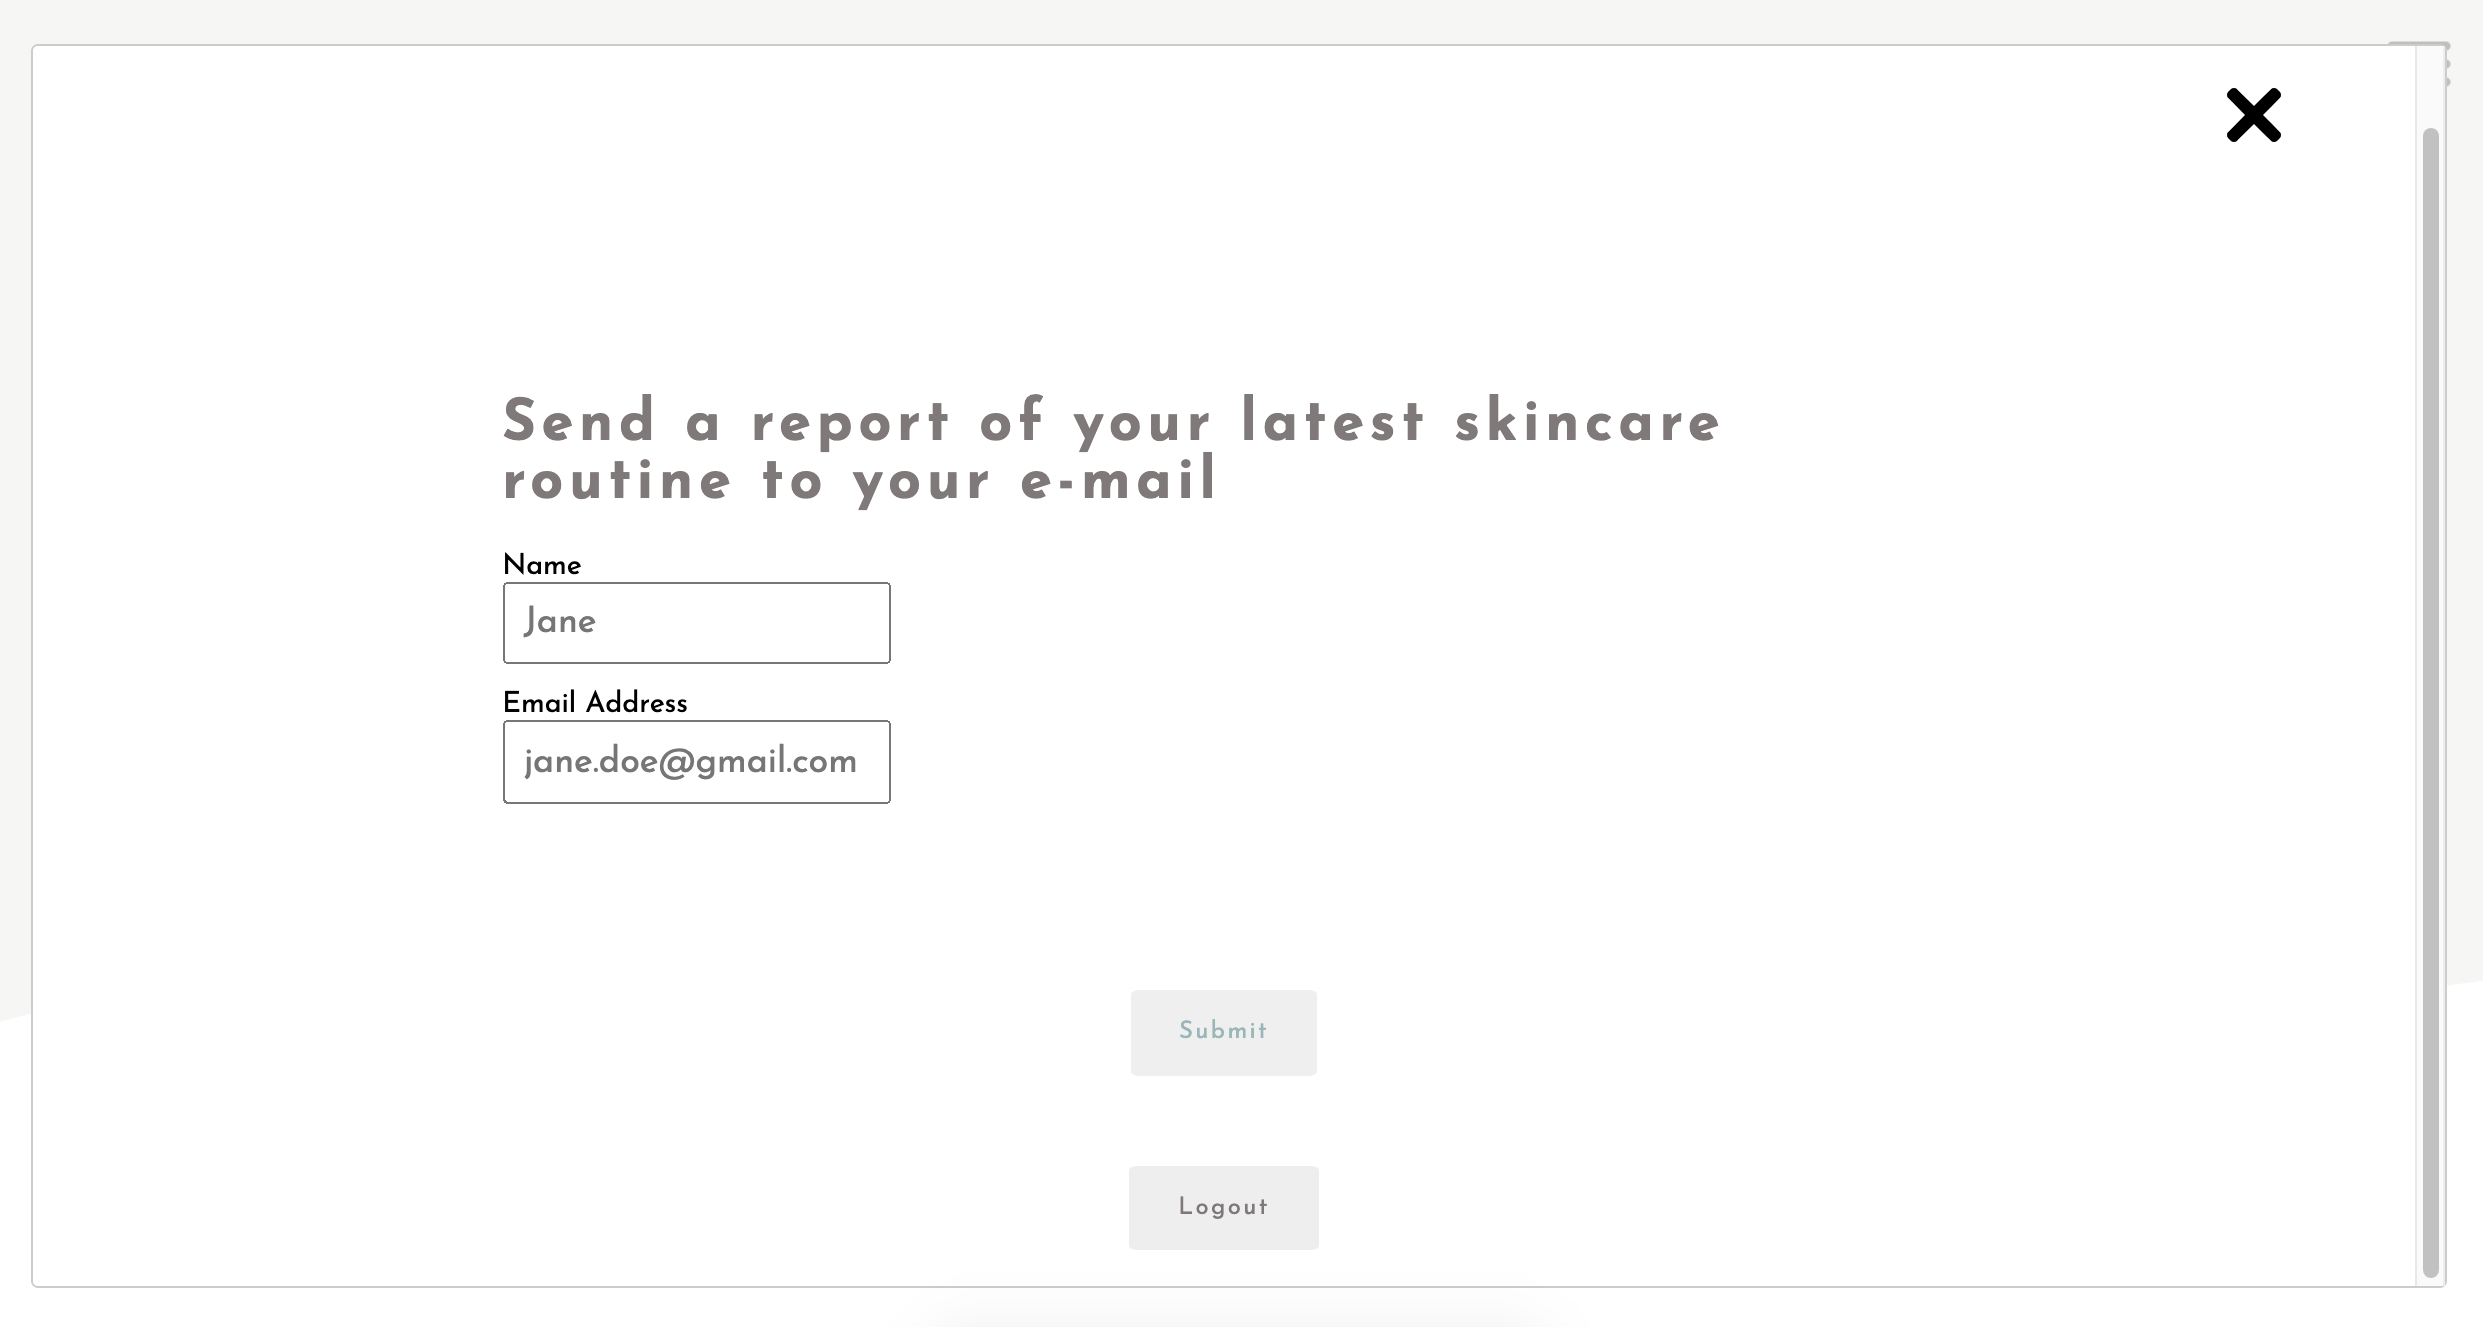 Send a report of your latest skincare
routine to your e-mail
Name
Jane
Email Address
jane.doe@gmail.com
Submit
Logout